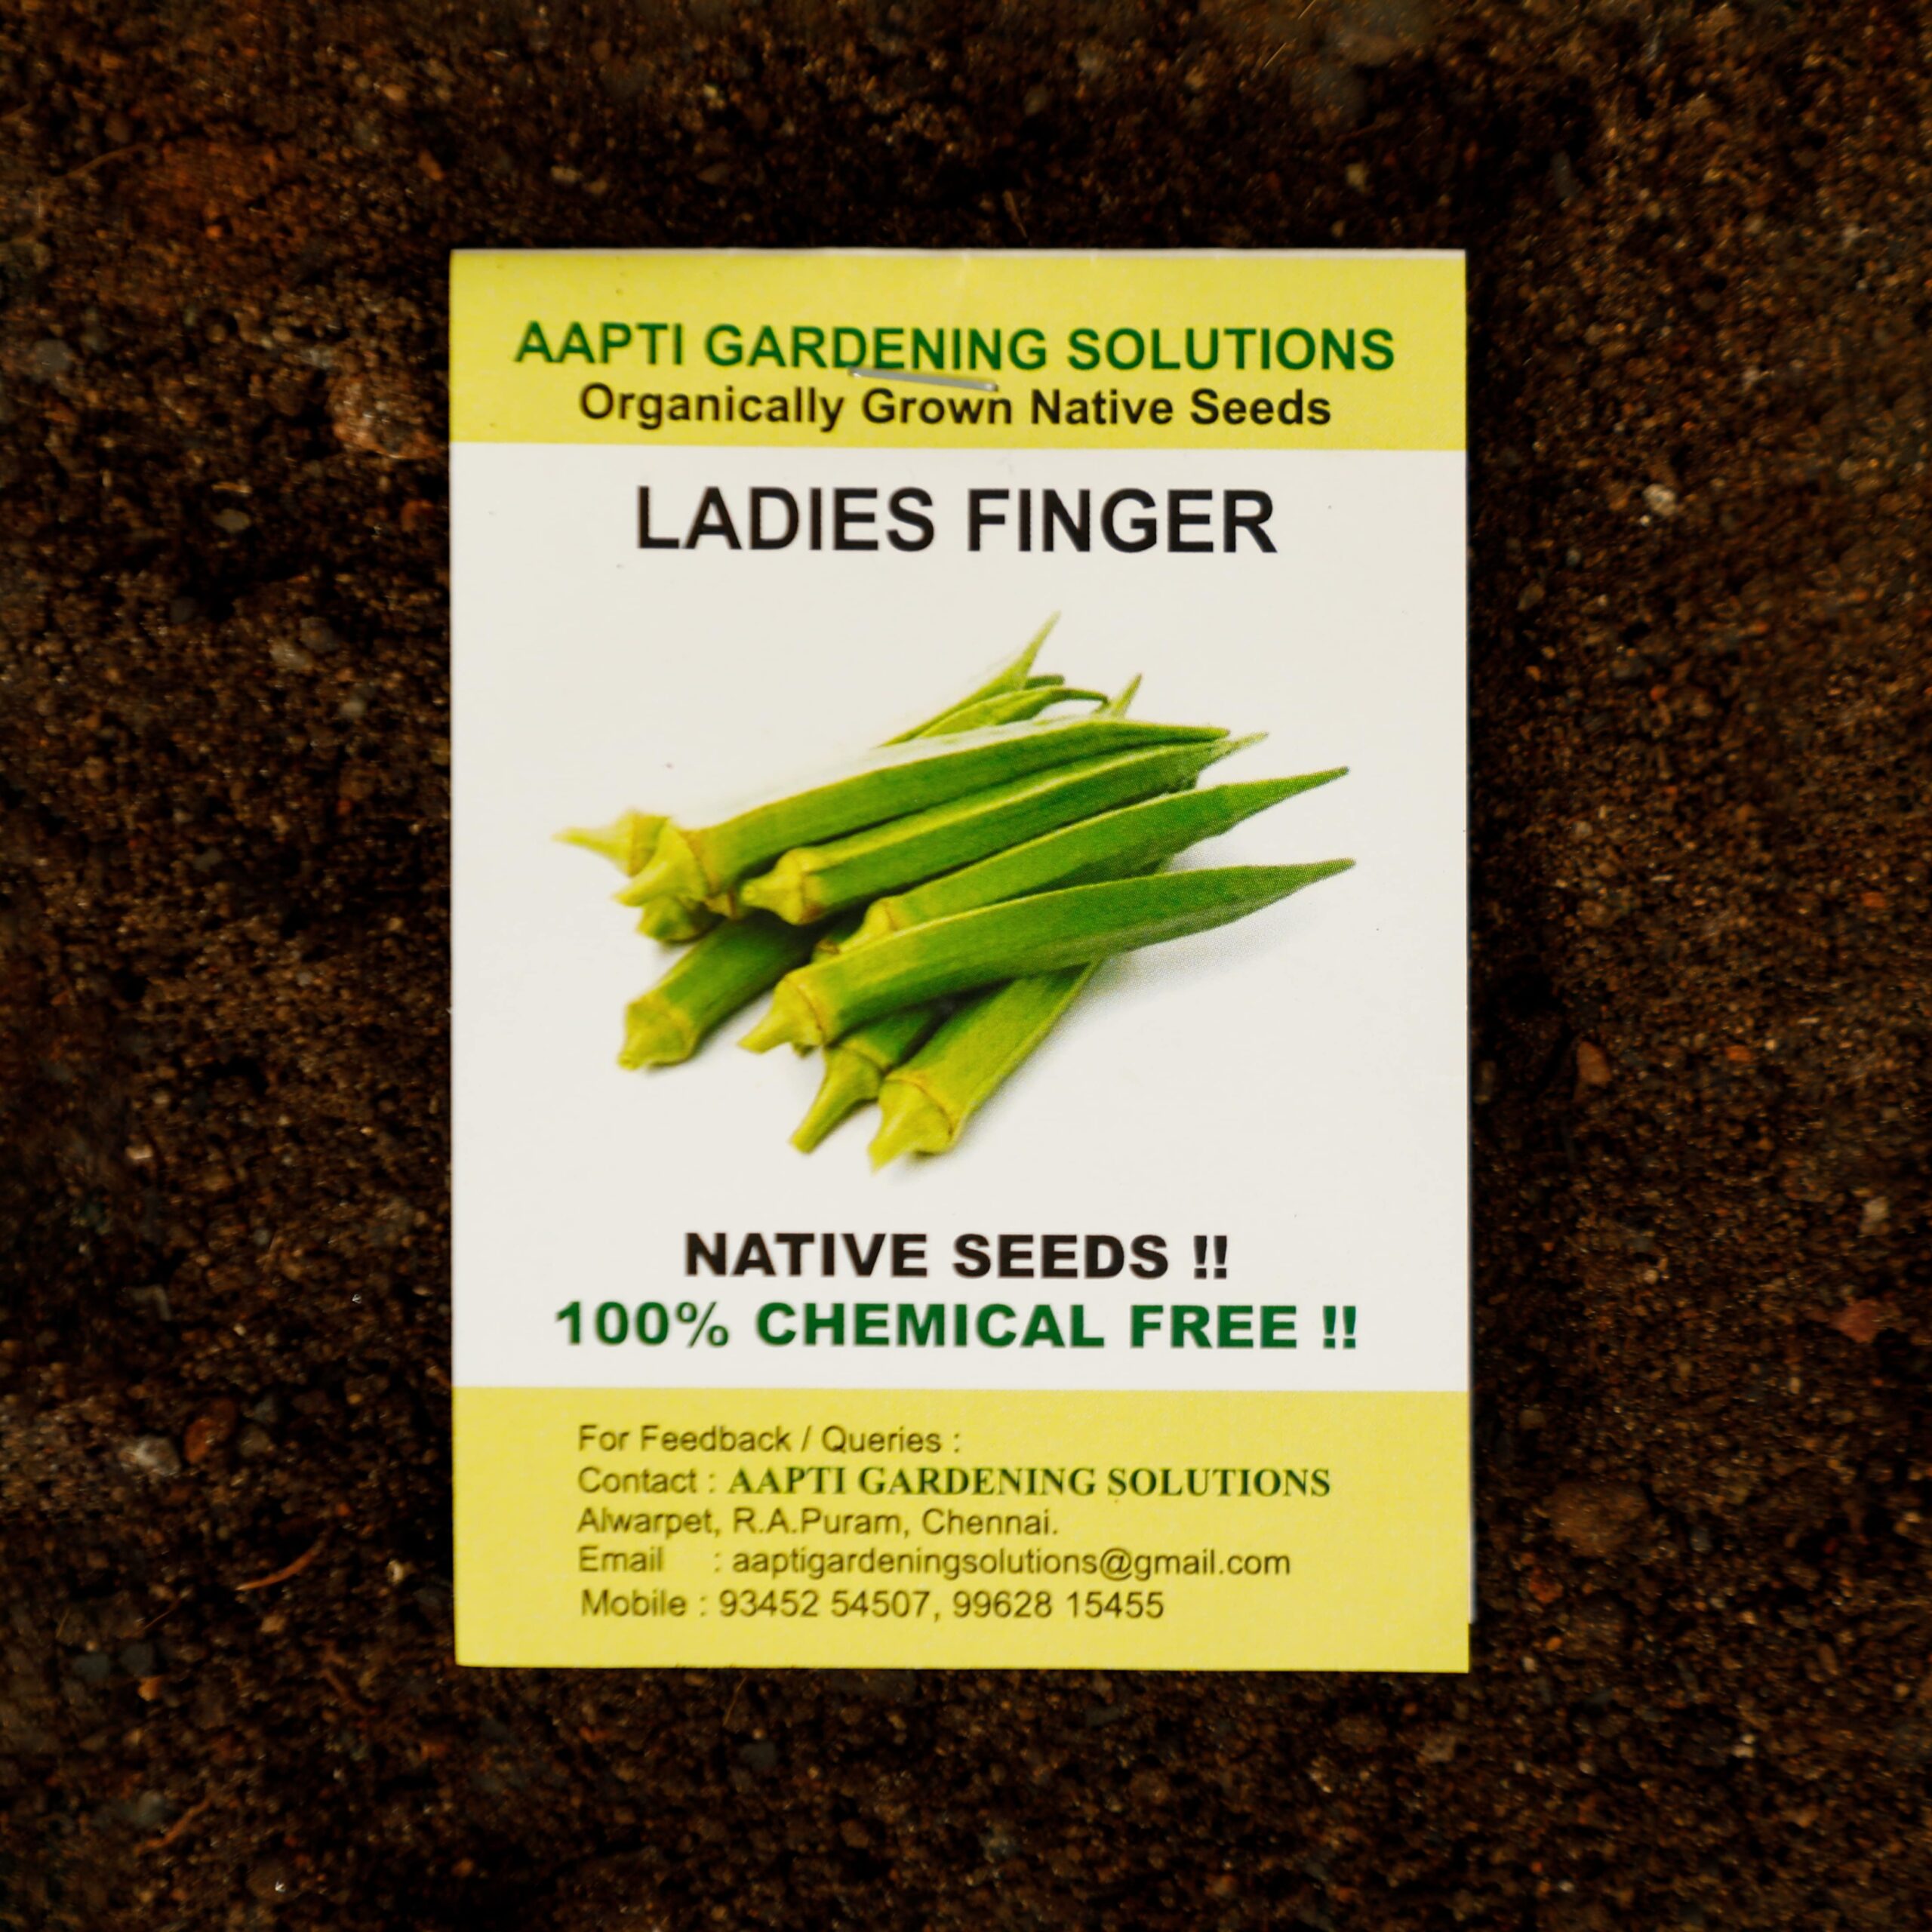 AAPTI GARDENING SOLUTIONS
Organically Grown Native Seeds
LADIES FINGER
NATIVE SEEDS !!
100% CHEMICAL FREE !!
For Feedback / Queries :
Contact : AAPTI GARDENING SOLUTIONS
Alwarpet, R.A.Puram, Chennai.
Email : aaptigardeningsolutions@gmail.com
Mobile : 93452 54507, 99628 15455